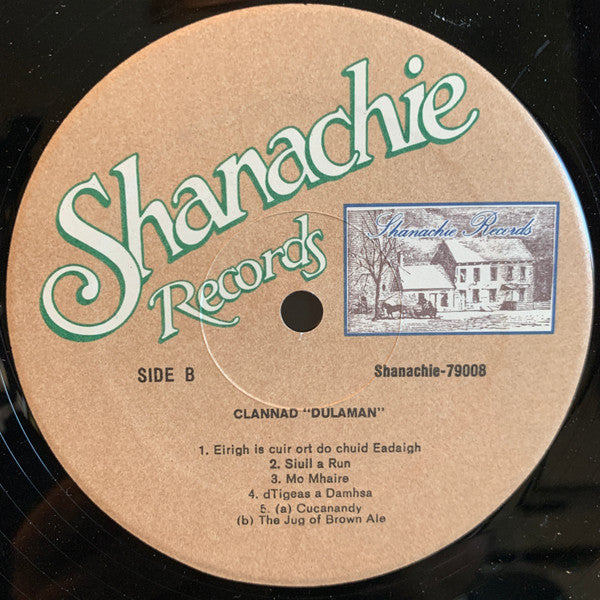 Shanachie
Records
Shanachie Records
SIDE B
Shanachie-79008
CLANNAD "DULAMAN"
1. Eirigh is cuir ort do chuid Eadaigh
2. Siuil a Run
3. Mo Mhaire
4. dTigeas a Damhsa
5. (a) Cucanandy
(b) The Jug of Brown Ale